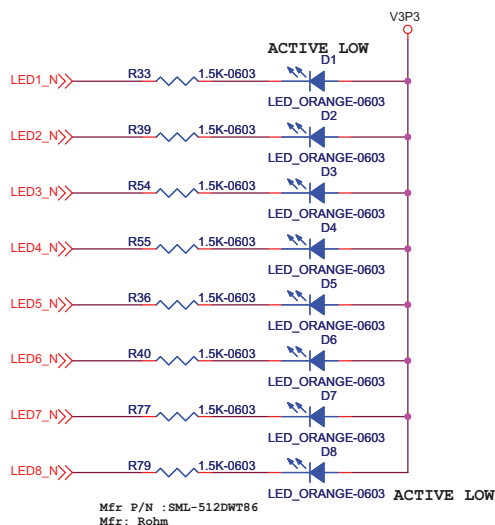 V3P3
ACTIVE LOW
D1
LED1_N R33 1.5K-0603
LED_ORANGE-0603
D2
LED2_N R39 1.5K-0603
LED_ORANGE-0603
D3
LED3_N R54 1.5K-0603
LED_ORANGE-0603
D4
LED4_N R55 1.5K-0603
LED_ORANGE-0603
D5
LED5_N R36 1.5K-0603
LED_ORANGE-0603
D6
LED6_N R40 1.5K-0603
LED_ORANGE-0603
D7
LED7_N R77 1.5K-0603
LED_ORANGE-0603
D8
LED8_N R79 1.5K-0603
LED_ORANGE-0603 ACTIVE LOW
Mfr P/N :SML-512DWT86
Mfr: Rohm